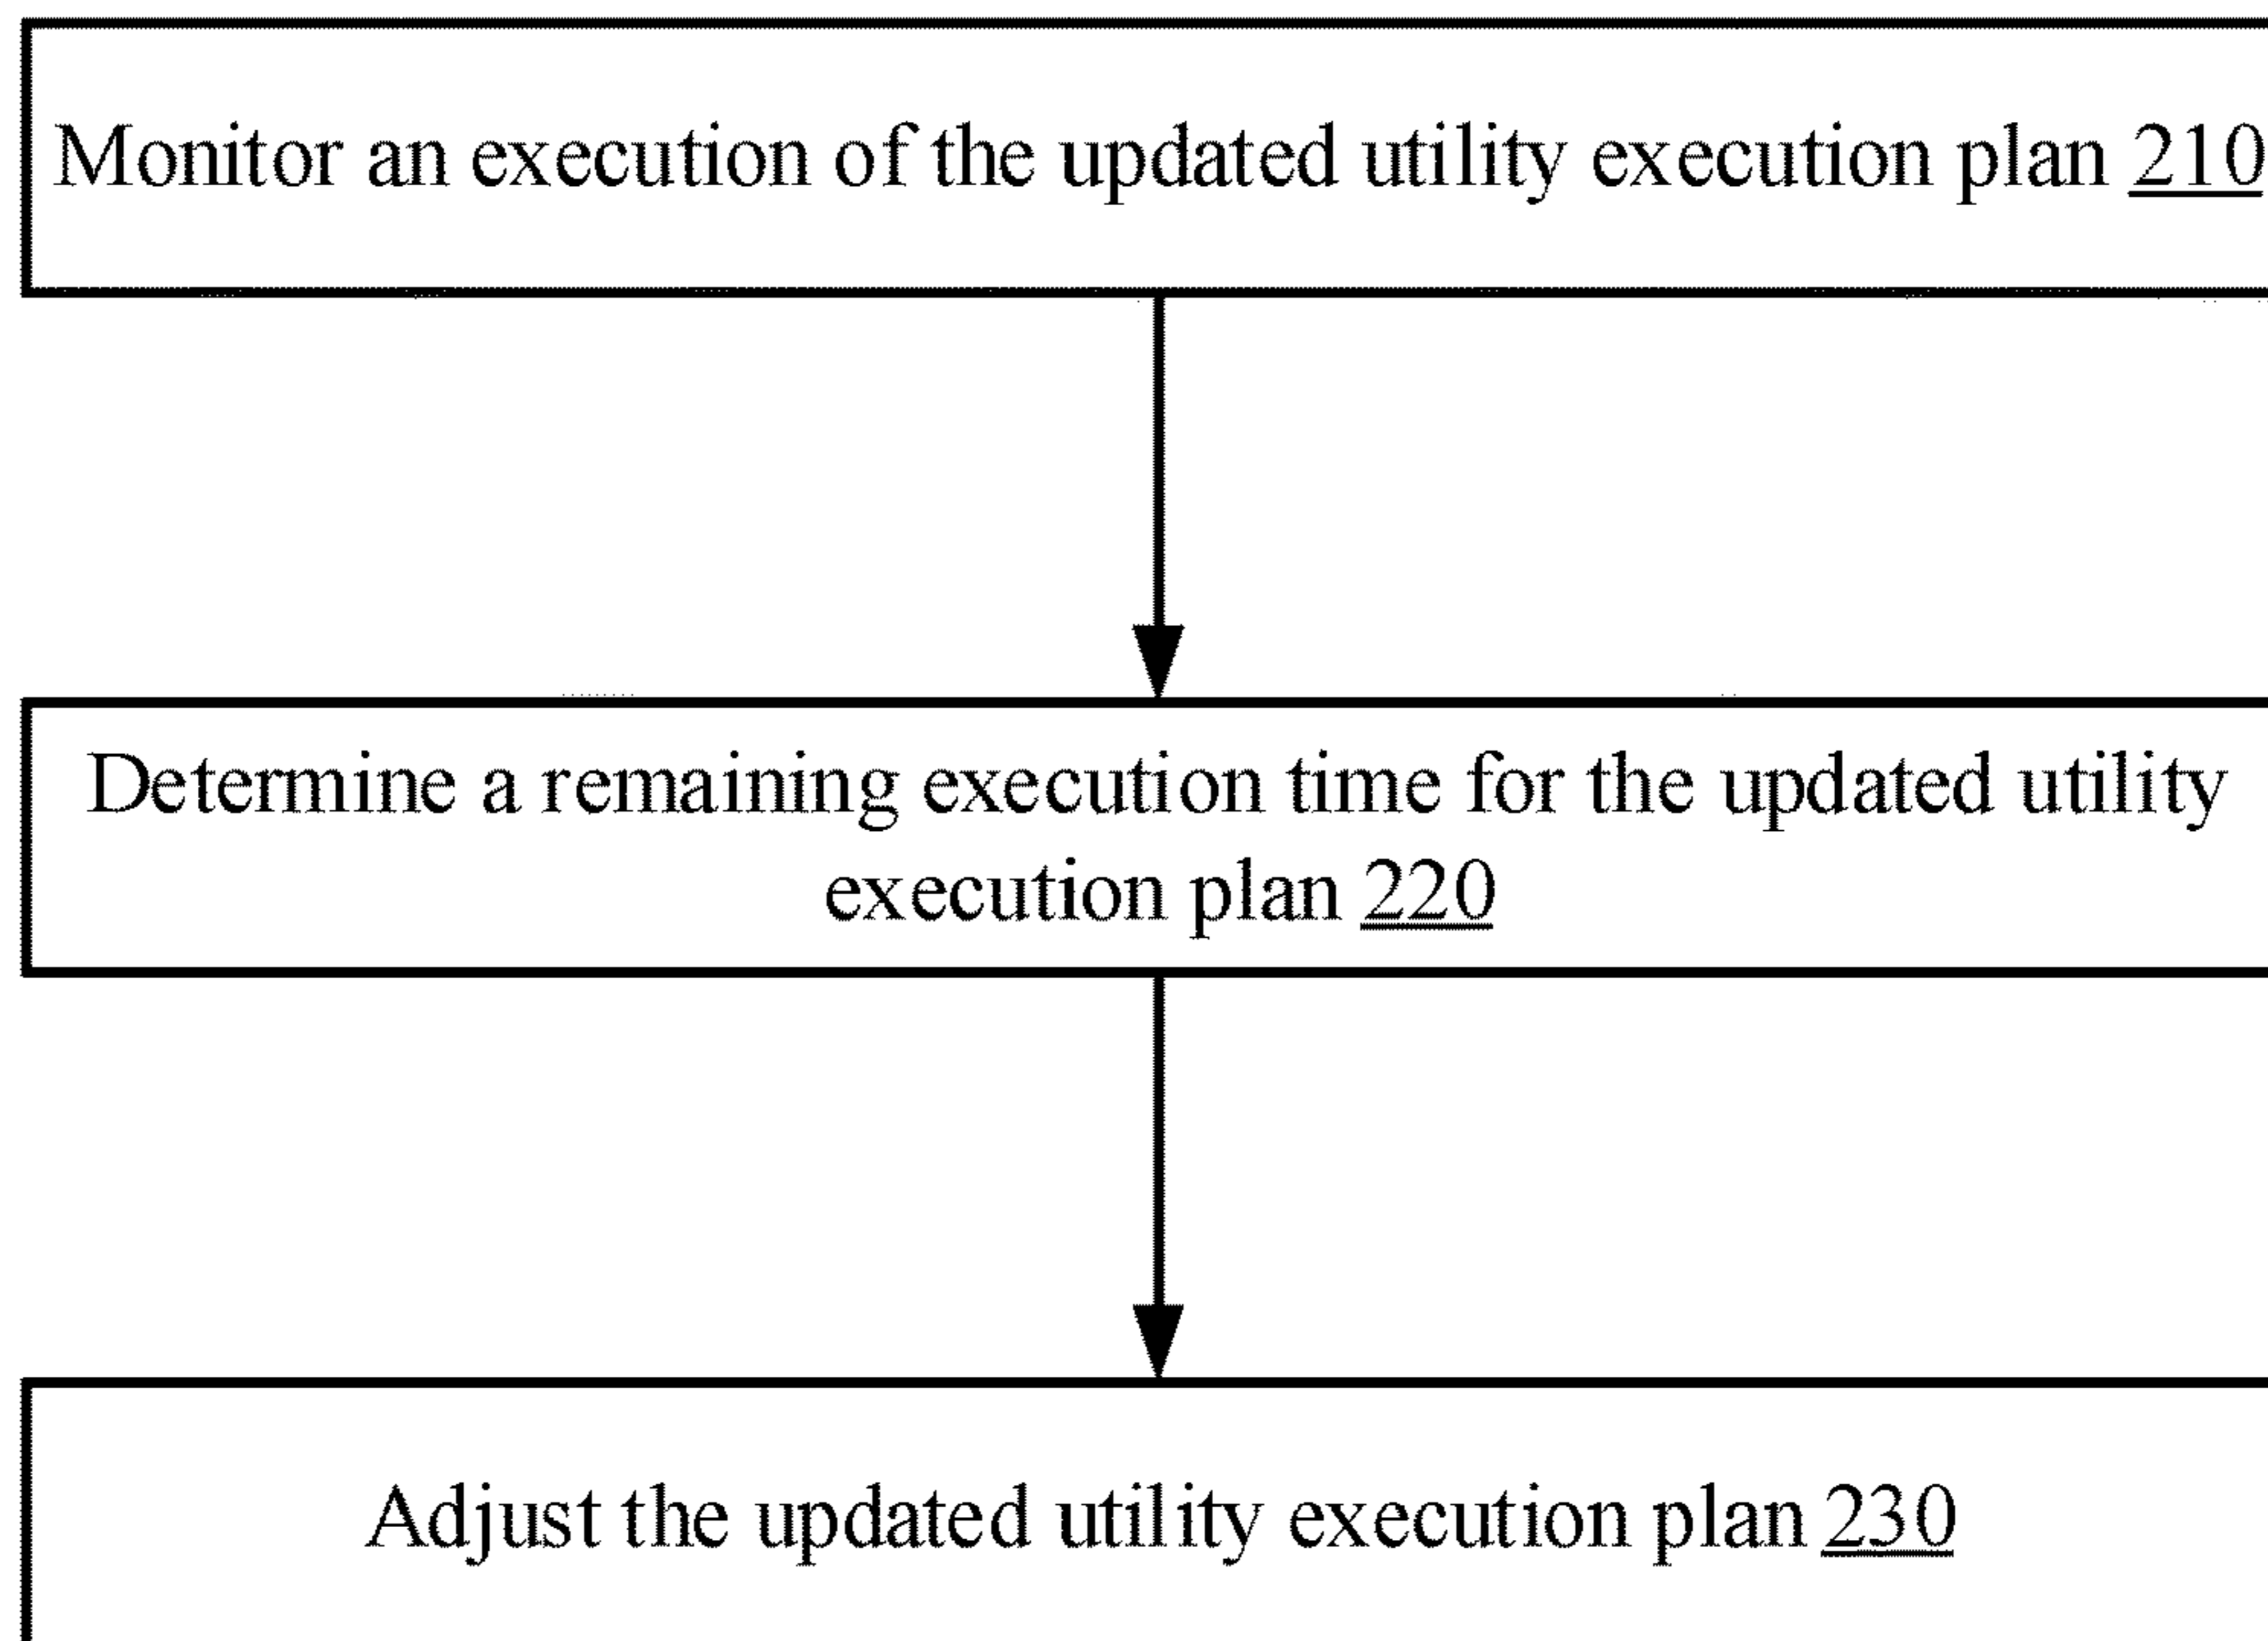 Monitor an execution of the updated utility execution plan 210
Determine a remaining execution time for the updated utility
execution plan 220
Adjust the updated utility execution plan 230